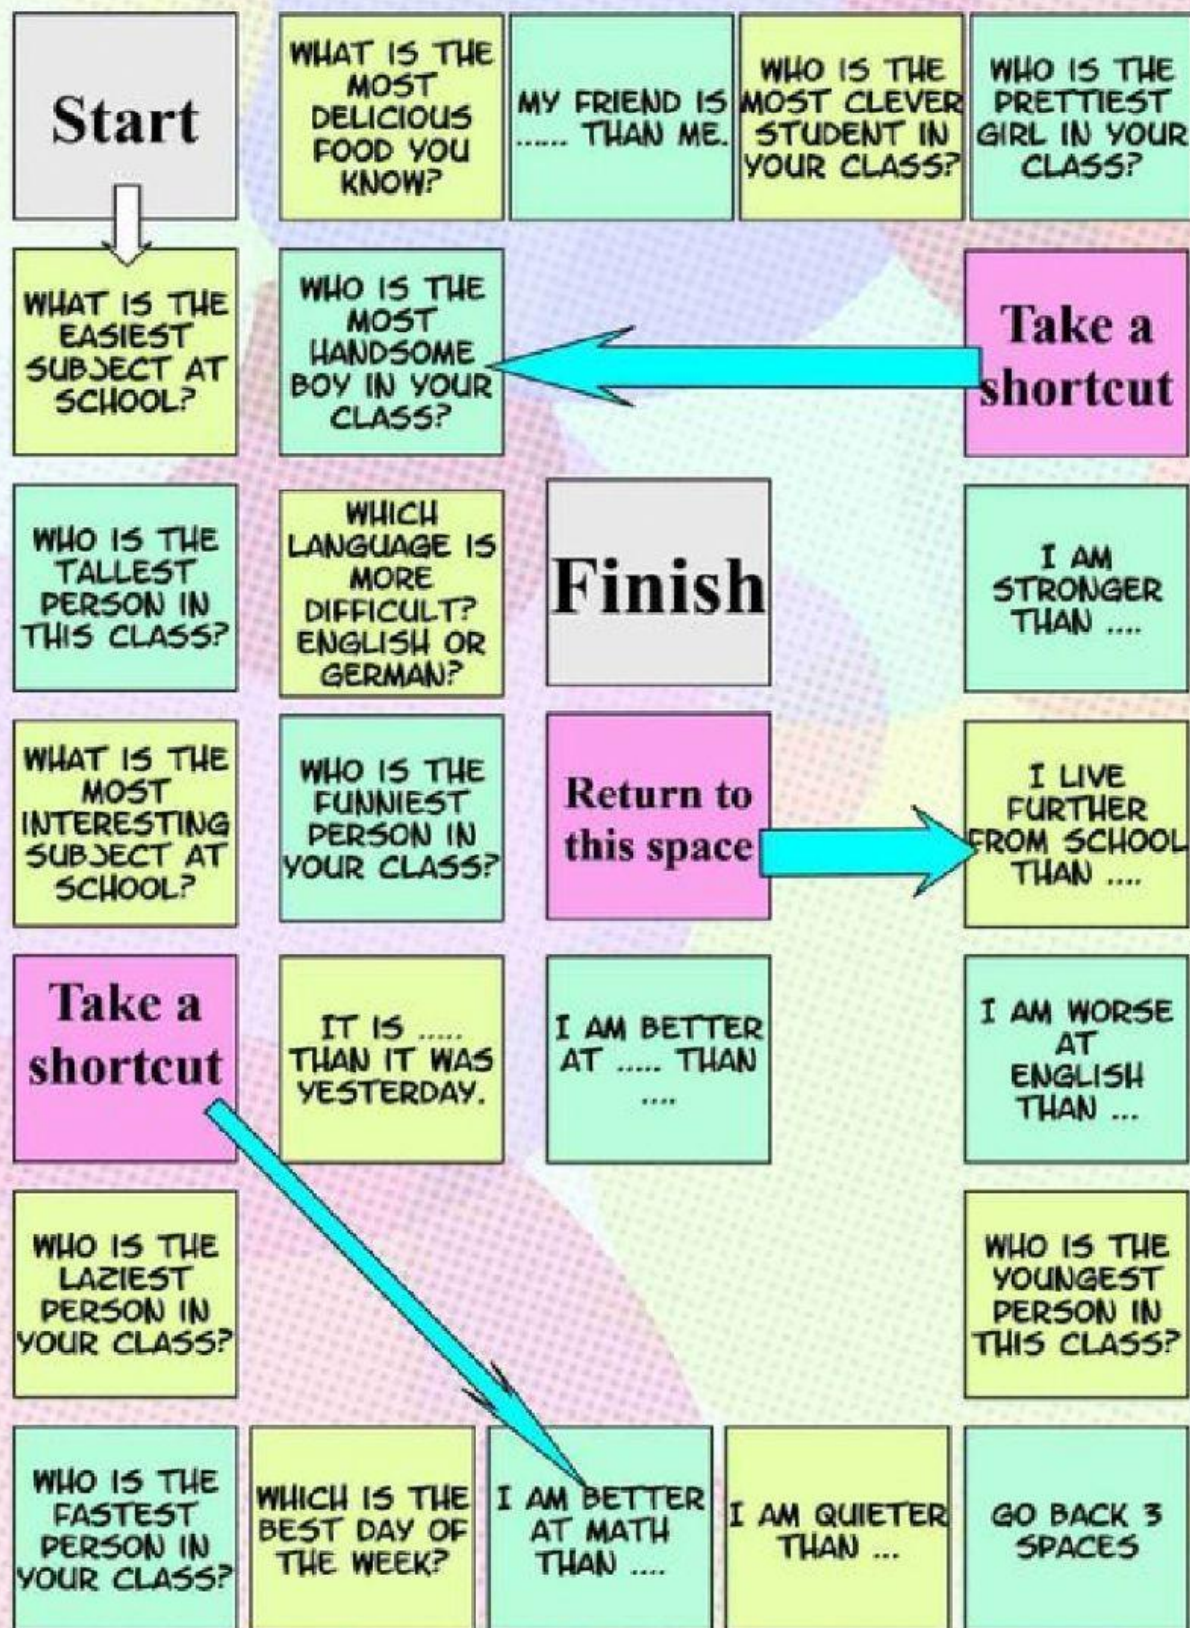 Start
WHAT IS THE
MOST
DELICIOUS
FOOD YOU
KNOW?
MY FRIEND IS
...... THAN ME.
WHO IS THE
MOST CLEVER
STUDENT IN
YOUR CLASS?
WHO IS THE
PRETTIEST
GIRL IN YOUR
CLASS?
WHAT IS THE
EASIEST
SUBJECT AT
SCHOOL?
WHO IS THE
MOST
HANDSOME
BOY IN YOUR
CLASS?
Take a
shortcut
WHO IS THE
TALLEST
PERSON IN
THIS CLASS?
WHICH
LANGUAGE IS
MORE
DIFFICULT?
ENGLISH OR
GERMAN?
Finish
I AM
STRONGER
THAN ....
WHAT IS THE
MOST
INTERESTING
SUBJECT AT
SCHOOL?
WHO IS THE
FUNNIEST
PERSON IN
YOUR CLASS?
Return to
this space
I LIVE
FURTHER
FROM SCHOOL
THAN ....
Take a
shortcut
IT IS .....
THAN IT WAS
YESTERDAY.
I AM BETTER
AT ..... THAN
....
I AM WORSE
AT
ENGLISH
THAN ...
WHO IS THE
LAZIEST
PERSON IN
YOUR CLASS?
WHO IS THE
YOUNGEST
PERSON IN
THIS CLASS?
WHO IS THE
FASTEST
PERSON IN
YOUR CLASS?
WHICH IS THE
BEST DAY OF
THE WEEK?
I AM BETTER
AT MATH
THAN ....
I AM QUIETER
THAN ...
GO BACK 3
SPACES